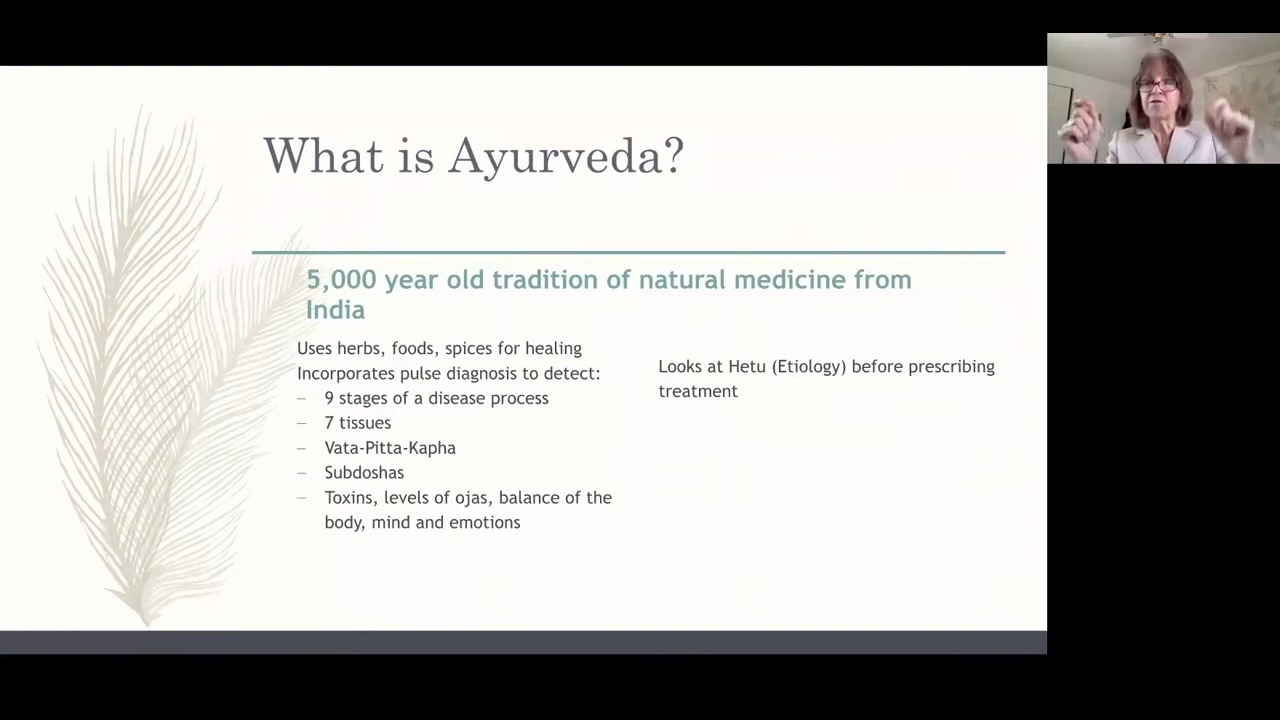 What is Ayurveda?
5,000 year old tradition of natural medicine from
India
Uses herbs, foods, spices for healing
Incorporates pulse diagnosis to detect:
– 9 stages of a disease process
– 7 tissues
– Vata-Pitta-Kapha
– Subdoshas
– Toxins, levels of ojas, balance of the
body, mind and emotions
Looks at Hetu (Etiology) before prescribing
treatment